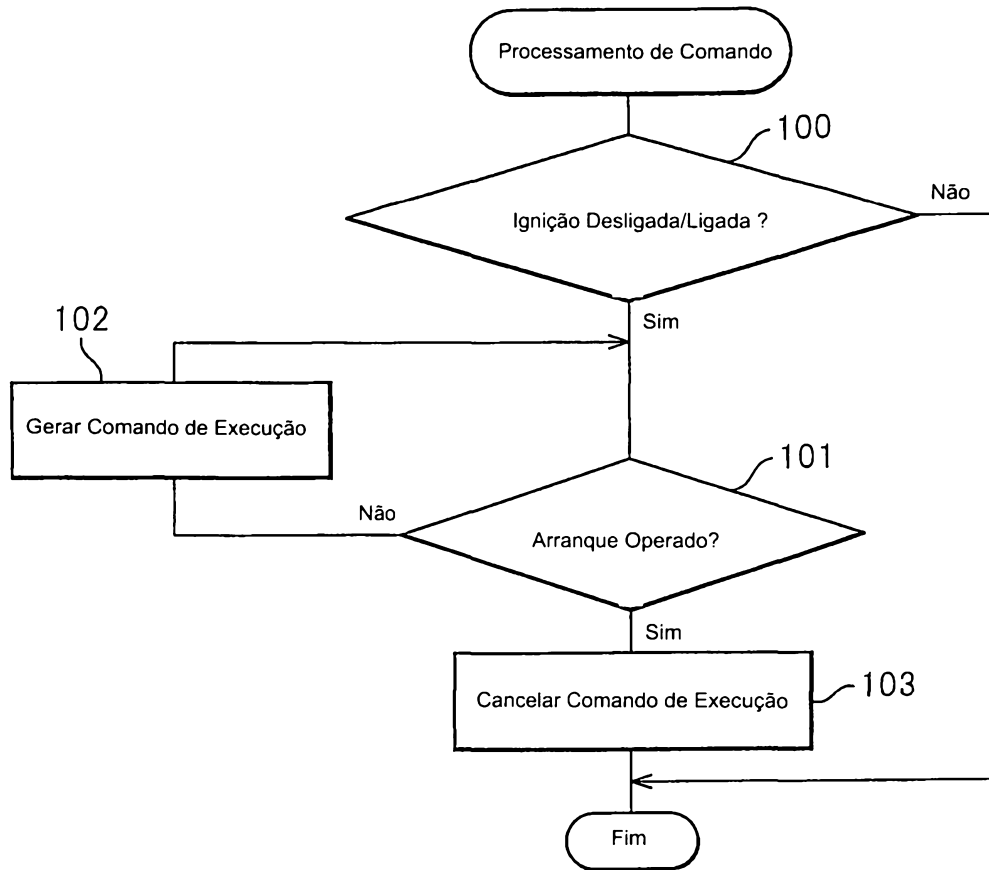 Processamento de Comando
100
Não
Ignição Desligada/Ligada ?
Sim
102
Gerar Comando de Execução
101
Não
Arranque Operado?
Sim
Cancelar Comando de Execução
103
Fim